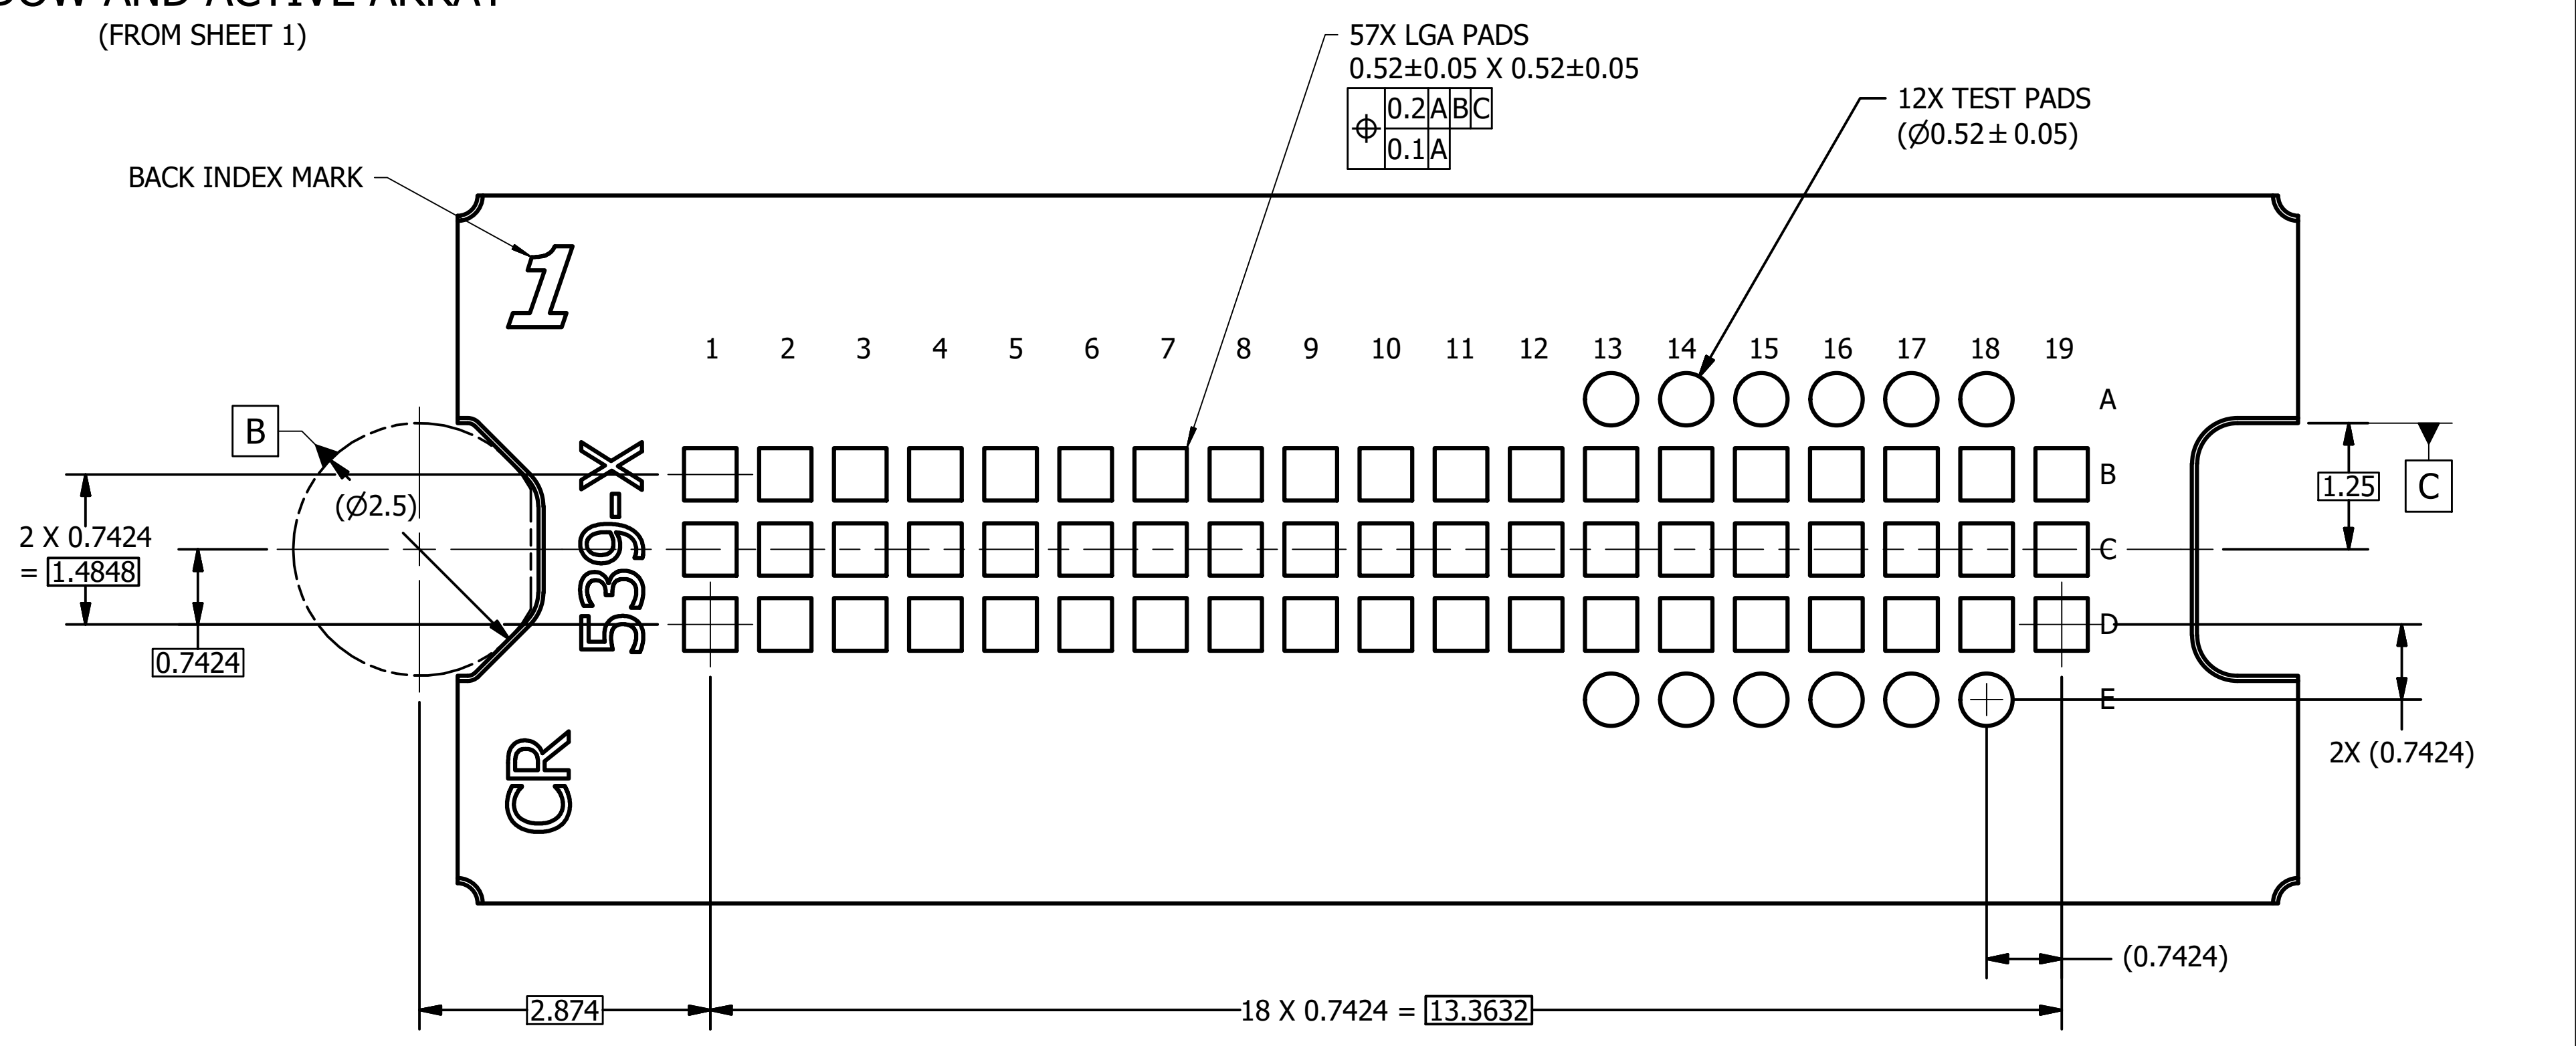 (FROM SHEET 1)
57X LGA PADS
0.52±0.05 X 0.52±0.05
⌖ 0.2 A B C
0.1 A
12X TEST PADS
(Ø0.52± 0.05)
BACK INDEX MARK
1
1 2 3 4 5 6 7 8 9 10 11 12 13 14 15 16 17 18 19
A
B
C
D
E
B
(Ø2.5)
539-X
CR
2 X 0.7424
= 1.4848
0.7424
1.25
C
2X (0.7424)
(0.7424)
2.874
18 X 0.7424 = 13.3632